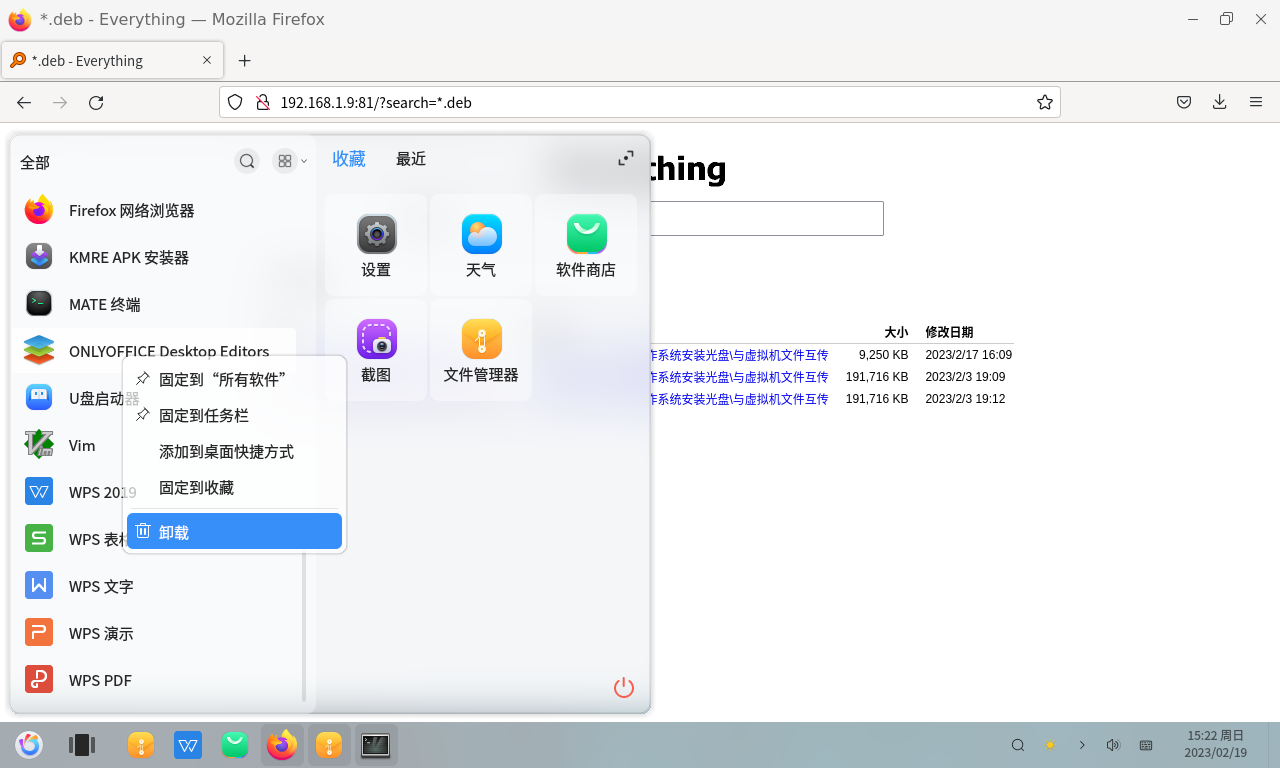 *.deb - Everything — Mozilla Firefox
*.deb - Everything
192.168.1.9:81/?search=*.deb
全部
收藏
最近
thing
Firefox 网络浏览器
KMRE APK 安装器
MATE 终端
ONLYOFFICE Desktop Editors
U盘启动器
Vim
WPS 2019
WPS 表格
WPS 文字
WPS 演示
WPS PDF
固定到“所有软件”
固定到任务栏
添加到桌面快捷方式
固定到收藏
卸载
设置
天气
软件商店
截图
文件管理器
大小
修改日期
作系统安装光盘\与虚拟机文件互传 9,250 KB 2023/2/17 16:09
作系统安装光盘\与虚拟机文件互传 191,716 KB 2023/2/3 19:09
作系统安装光盘\与虚拟机文件互传 191,716 KB 2023/2/3 19:12
15:22 周日
2023/02/19